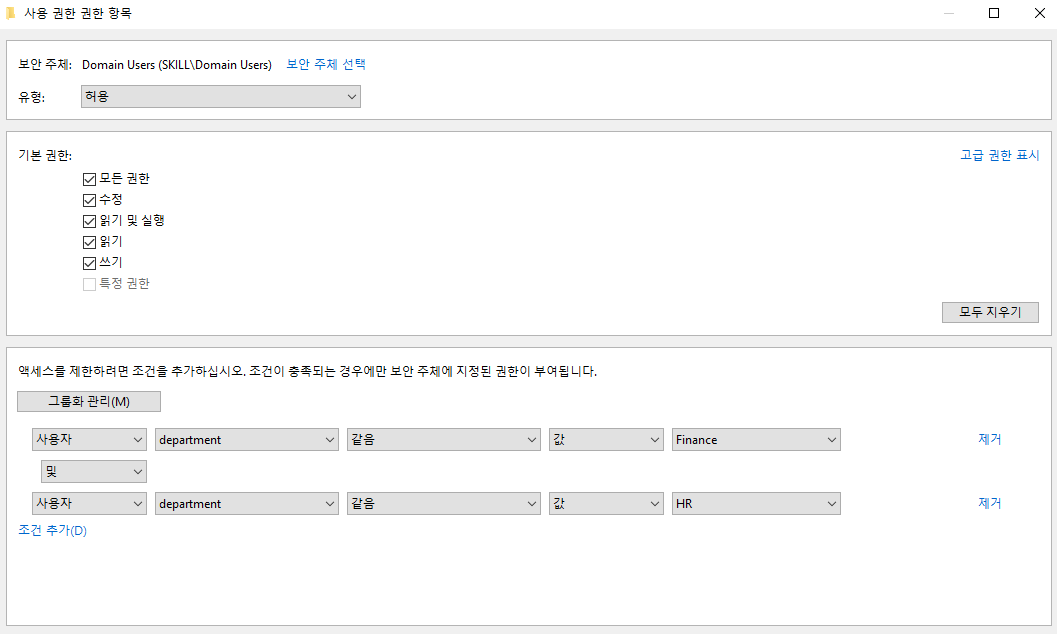 사용 권한 권한 항목
보안 주체: Domain Users (SKILL\Domain Users) 보안 주체 선택
유형: 허용
기본 권한: 고급 권한 표시
모든 권한
수정
읽기 및 실행
읽기
쓰기
특정 권한
모두 지우기
액세스를 제한하려면 조건을 추가하십시오. 조건이 충족되는 경우에만 보안 주체에 지정된 권한이 부여됩니다.
그룹화 관리(M)
사용자 department 같음 값 Finance 제거
및
사용자 department 같음 값 HR 제거
조건 추가(D)